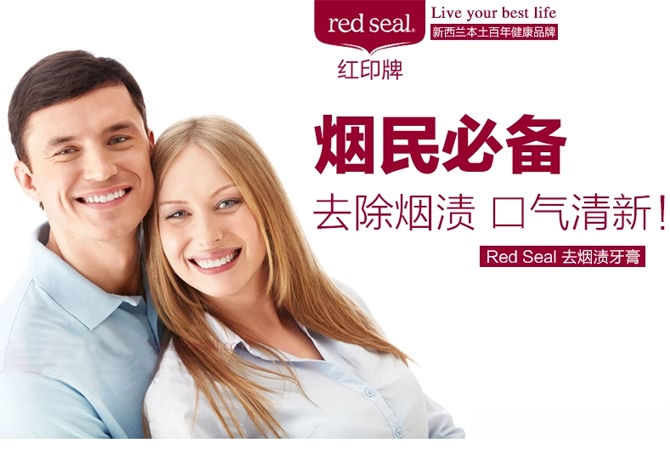 red seal®
Live your best life
新西兰本土百年健康品牌
红印牌
烟民必备
去除烟渍 口气清新!
Red Seal 去烟渍牙膏